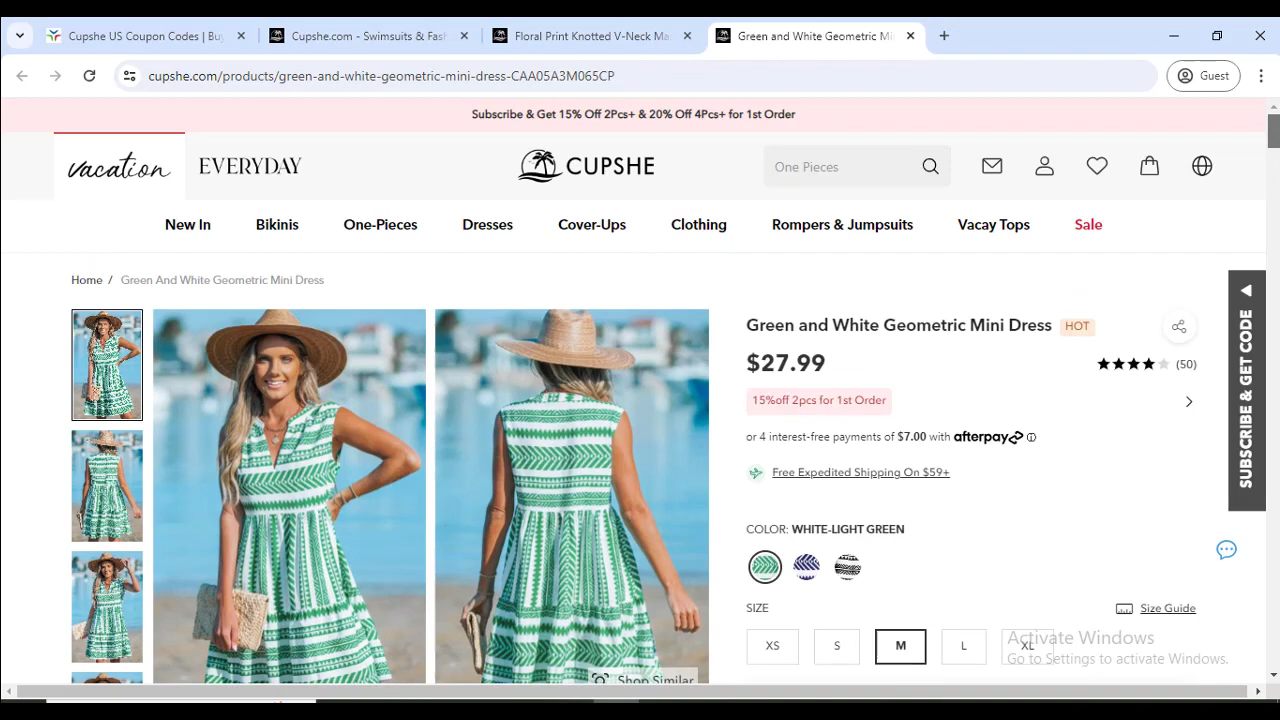 Cupshe US Coupon Codes | Bu
Cupshe.com - Swimsuits & Fas
Floral Print Knotted V-Neck Ma
Green and White Geometric Mi
cupshe.com/products/green-and-white-geometric-mini-dress-CAA05A3M065CP
Guest
Subscribe & Get 15% Off 2Pcs+ & 20% Off 4Pcs+ for 1st Order
vacation
EVERYDAY
CUPSHE
One Pieces
New In
Bikinis
One-Pieces
Dresses
Cover-Ups
Clothing
Rompers & Jumpsuits
Vacay Tops
Sale
Home / Green And White Geometric Mini Dress
Green and White Geometric Mini Dress HOT
$27.99
(50)
15%off 2pcs for 1st Order
or 4 interest-free payments of $7.00 with afterpay
Free Expedited Shipping On $59+
SUBSCRIBE & GET CODE
COLOR: WHITE-LIGHT GREEN
SIZE
Size Guide
XS
S
M
L
XL
Activate Windows
Go to Settings to activate Windows.
Shop Similar